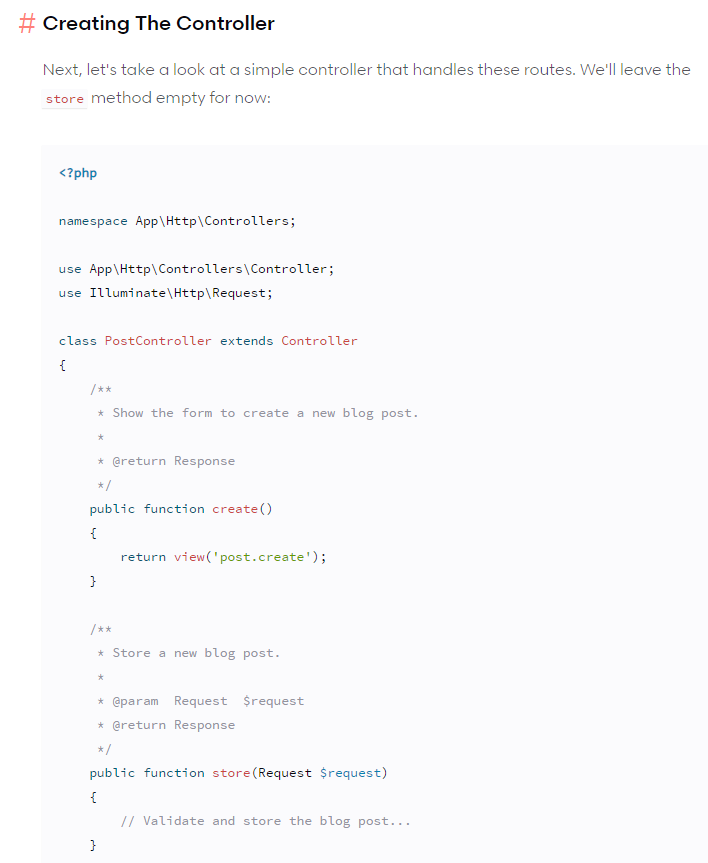 # Creating The Controller
Next, let's take a look at a simple controller that handles these routes. We'll leave the
store method empty for now:
<?php
namespace App\Http\Controllers;
use App\Http\Controllers\Controller;
use Illuminate\Http\Request;
class PostController extends Controller
{
    /**
     * Show the form to create a new blog post.
     *
     * @return Response
     */
    public function create()
    {
        return view('post.create');
    }
    /**
     * Store a new blog post.
     *
     * @param  Request  $request
     * @return Response
     */
    public function store(Request $request)
    {
        // Validate and store the blog post...
    }